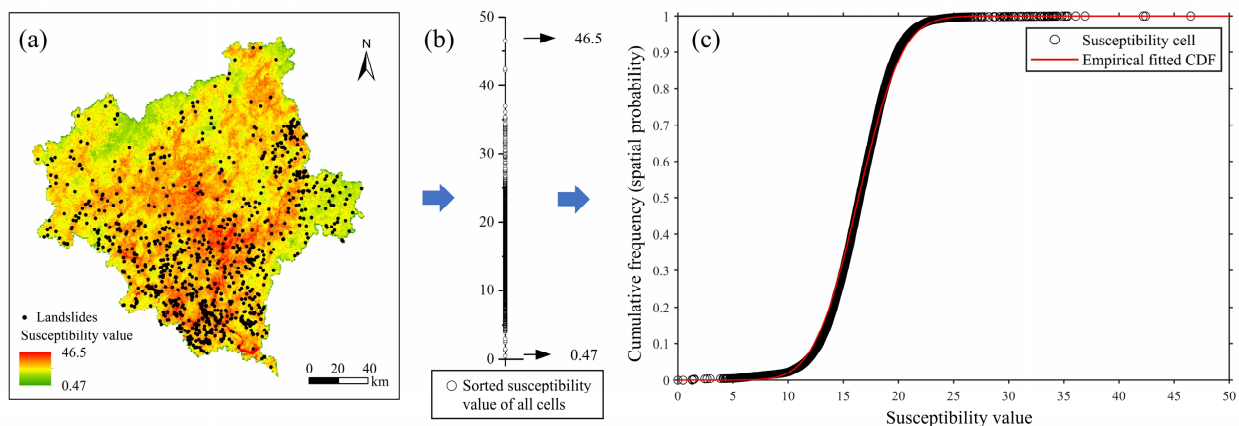 (a)
N
Landslides
Susceptibility value
46.5
0.47
0 20 40
km
(b)
50
40
30
20
10
0
46.5
0.47
Sorted susceptibility
value of all cells
(c)
Susceptibility cell
Empirical fitted CDF
Cumulative frequency (spatial probability)
1
0.9
0.8
0.7
0.6
0.5
0.4
0.3
0.2
0.1
0
0 5 10 15 20 25 30 35 40 45 50
Susceptibility value